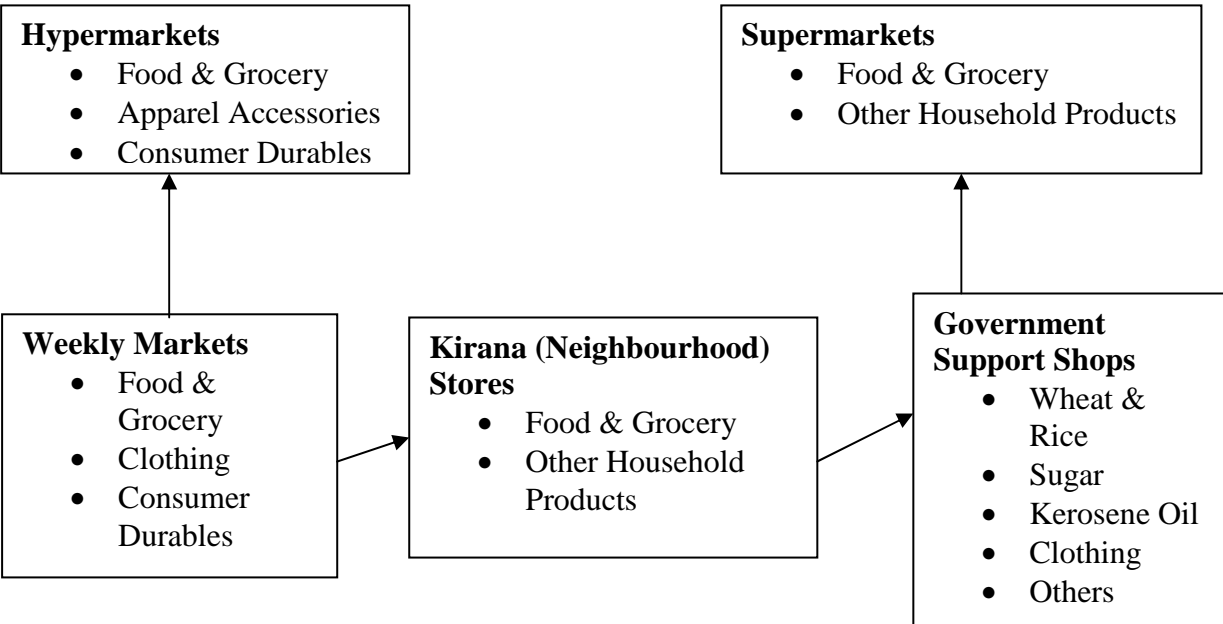 Hypermarkets
• Food & Grocery
• Apparel Accessories
• Consumer Durables
Supermarkets
• Food & Grocery
• Other Household Products
Weekly Markets
• Food &
Grocery
• Clothing
• Consumer
Durables
Kirana (Neighbourhood)
Stores
• Food & Grocery
• Other Household
Products
Government
Support Shops
• Wheat &
Rice
• Sugar
• Kerosene Oil
• Clothing
• Others